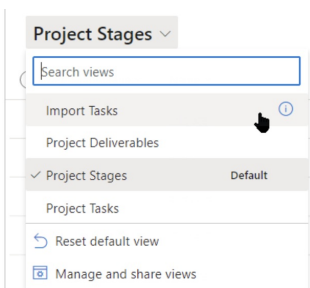 Project Stages
Search views
Import Tasks
Project Deliverables
Project Stages Default
Project Tasks
Reset default view
Manage and share views